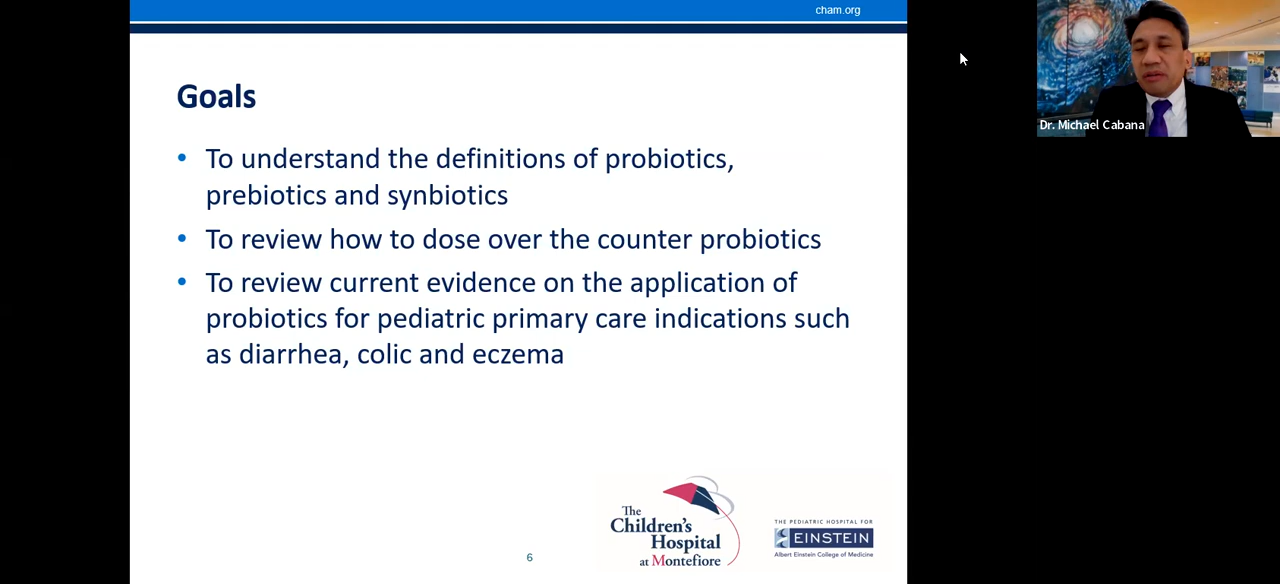 cham.org
Goals
• To understand the definitions of probiotics,
prebiotics and synbiotics
• To review how to dose over the counter probiotics
• To review current evidence on the application of
probiotics for pediatric primary care indications such
as diarrhea, colic and eczema
The
Children's
Hospital
at Montefiore
THE PEDIATRIC HOSPITAL FOR
EINSTEIN
Albert Einstein College of Medicine
6
Dr. Michael Cabana